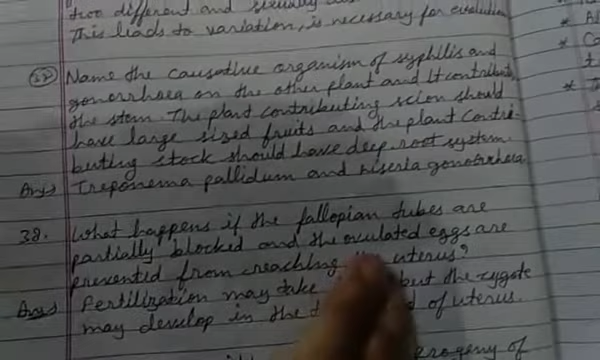 two different and sexually
This leads to variation, is necessary for evolution
Name the causative organism of syphilis and
gonorrhoea on the other plant and it contribute
the stem. The plant contributing scion should
have large sized fruits and the plant contri-
buting stock should have deep root system
Ans> Treponema pallidum and niseria gonorrhoea
38. What happens if the fallopian tubes are
partially blocked and the ovulated eggs are
prevented from creaching uterus?
Ans> Fertilization may take but the zygote
may develop in the of uterus.
progeny of